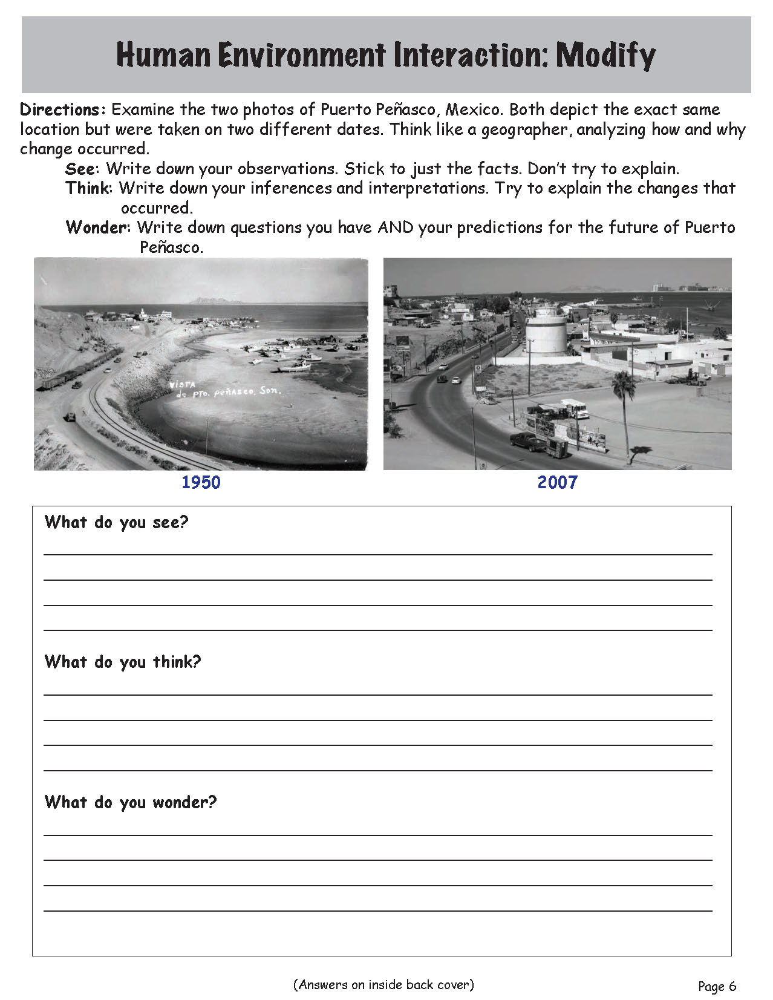 Human Environment Interaction: Modify
Directions: Examine the two photos of Puerto Peñasco, Mexico. Both depict the exact same
location but were taken on two different dates. Think like a geographer, analyzing how and why
change occurred.
See: Write down your observations. Stick to just the facts. Don't try to explain.
Think: Write down your inferences and interpretations. Try to explain the changes that
occurred.
Wonder: Write down questions you have AND your predictions for the future of Puerto
Peñasco.
VISTA
de PTO. PEÑASCO. Son.
1950
2007
What do you see?
What do you think?
What do you wonder?
(Answers on inside back cover)
Page 6